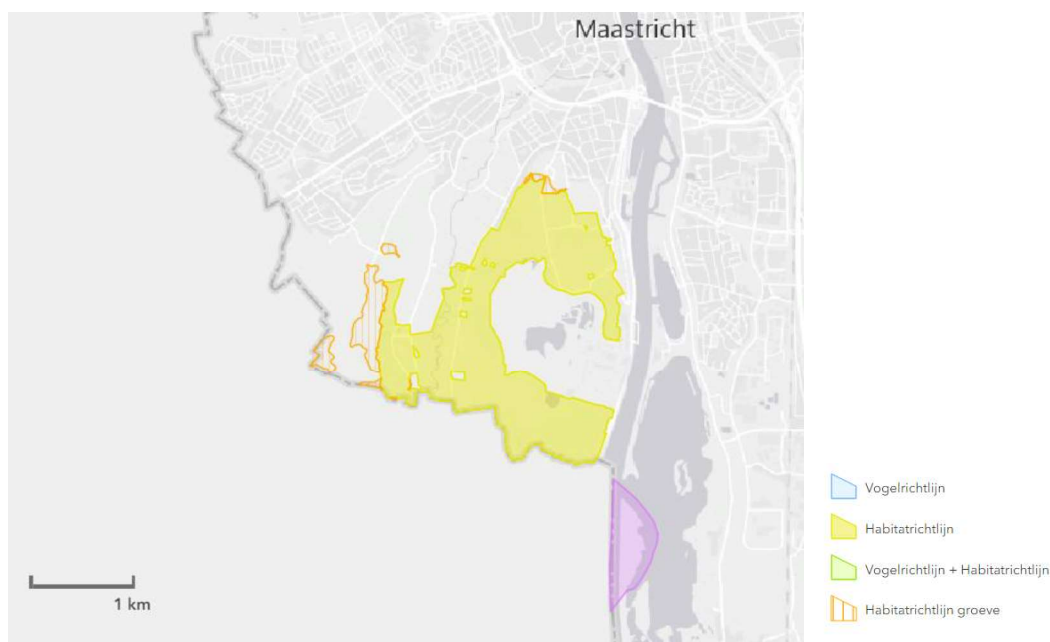 Maastricht
Vogelrichtlijn
Habitatrichtlijn
Vogelrichtlijn + Habitatrichtlijn
1 km
Habitatrichtlijn groeve